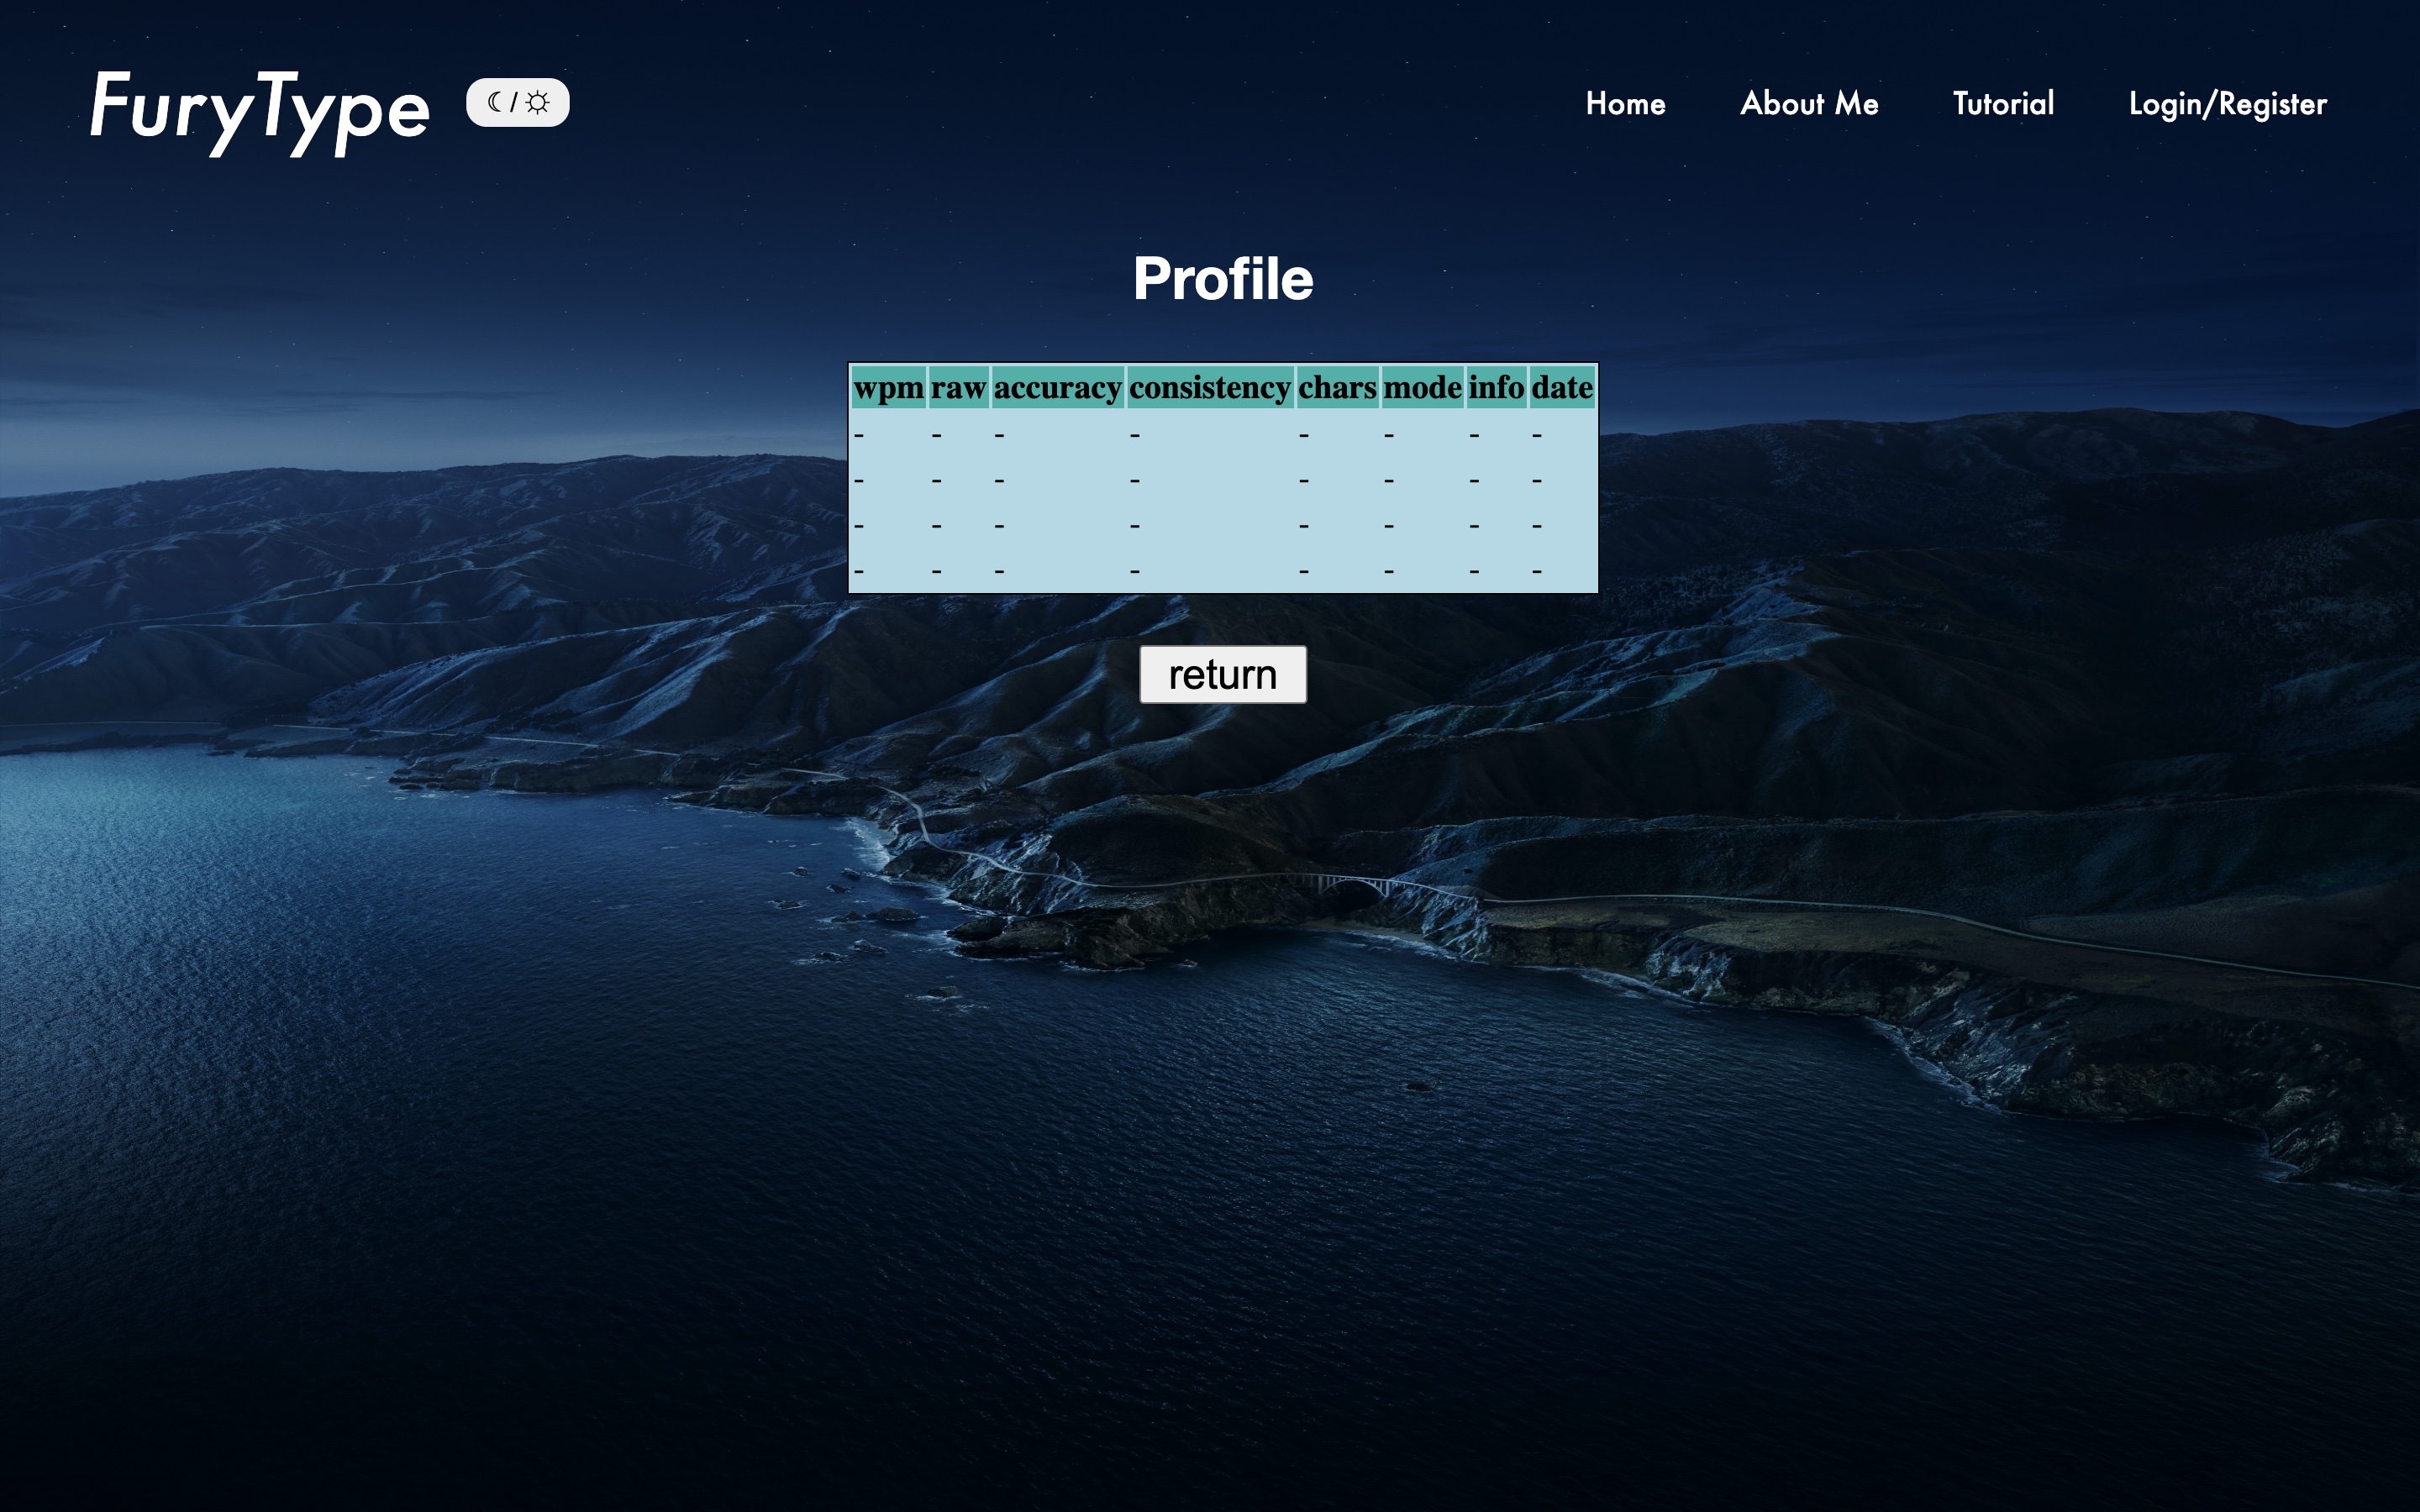 FuryType ☾/☼ Home About Me Tutorial Login/Register
Profile
wpm raw accuracy consistency chars mode info date
- - - - - - - -
- - - - - - - -
- - - - - - - -
- - - - - - - -
return